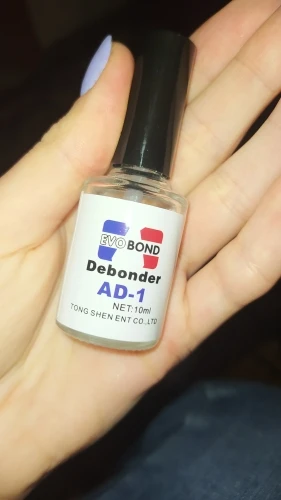 EVO BOND
Debonder
AD-1
NET:10ml
TONG SHEN ENT CO.,LTD